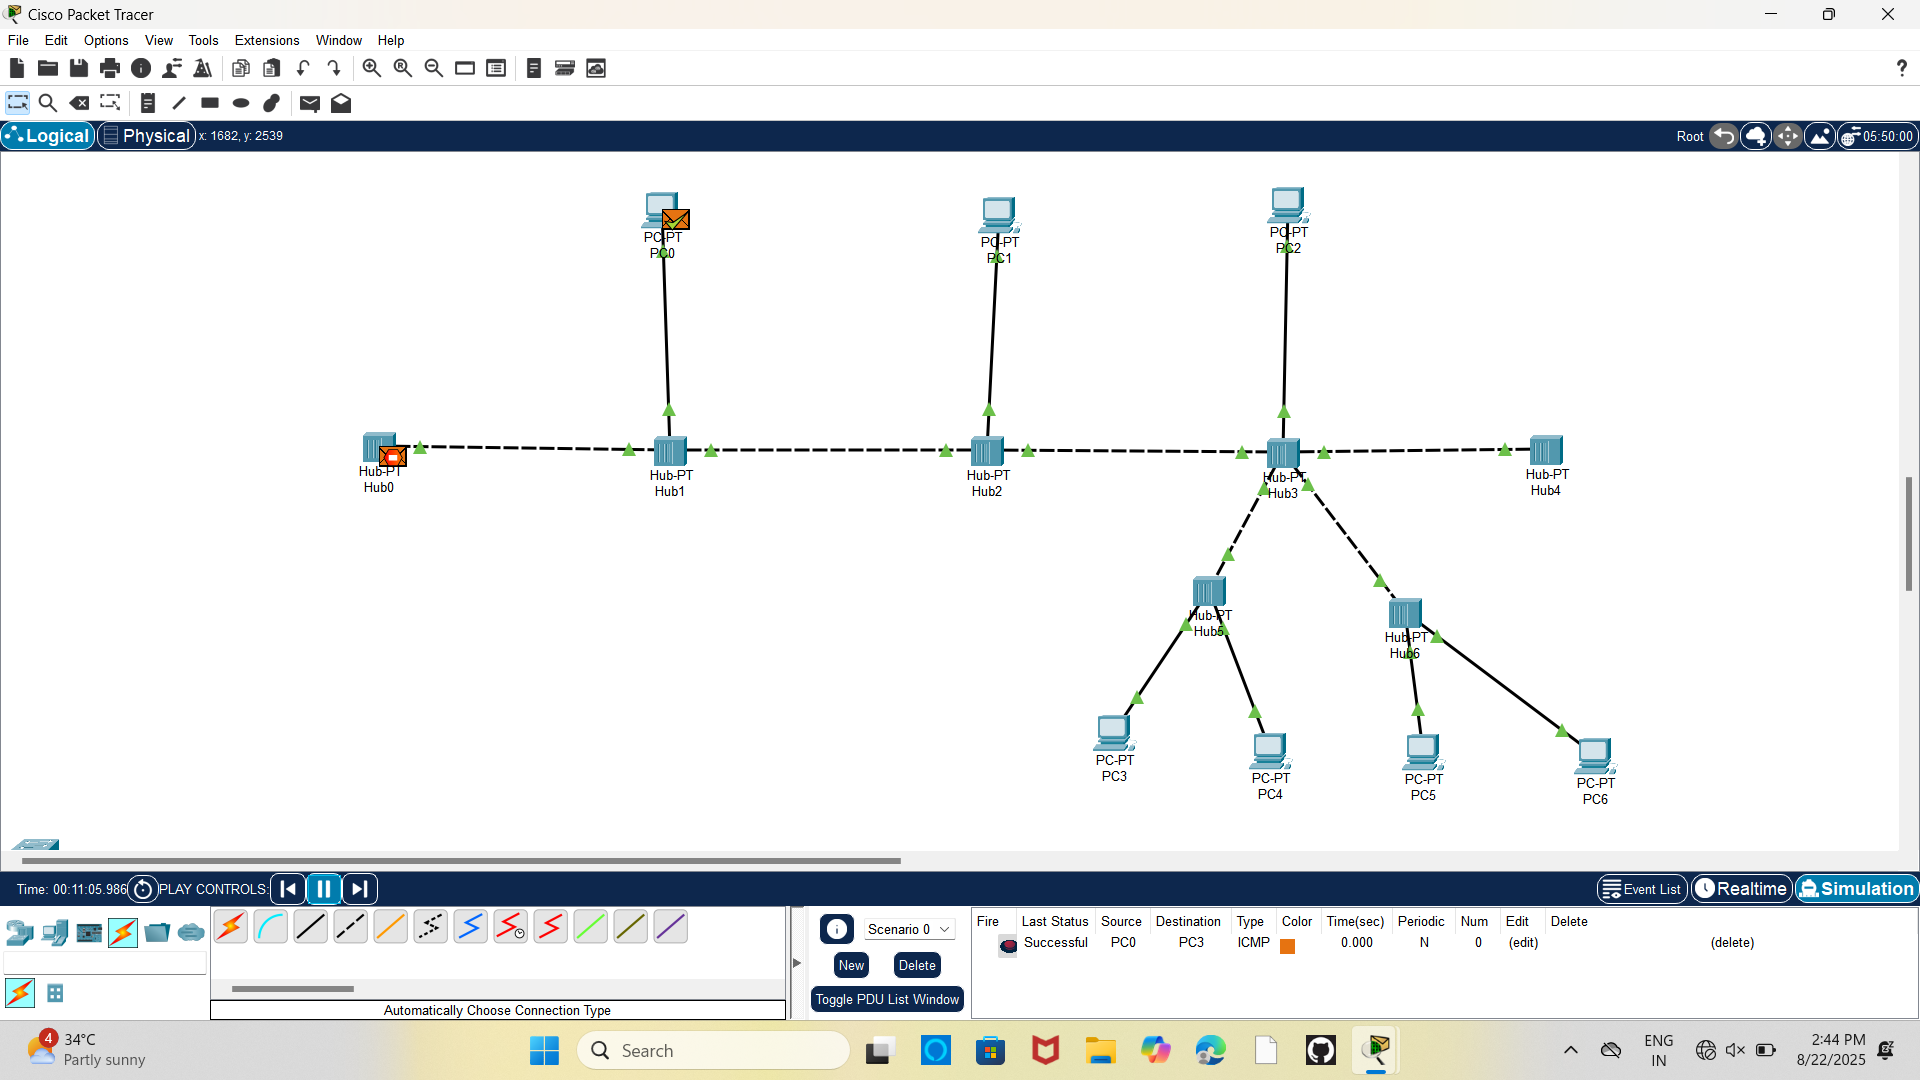 Cisco Packet Tracer
File Edit Options View Tools Extensions Window Help
?
Logical Physical x: 1682, y: 2539 Root 05:50:00
PC-PT
PC0
PC-PT
PC1
PC-PT
PC2
Hub-PT
Hub0
Hub-PT
Hub1
Hub-PT
Hub2
Hub-PT
Hub3
Hub-PT
Hub4
Hub-PT
Hub5
Hub-PT
Hub6
PC-PT
PC3
PC-PT
PC4
PC-PT
PC5
PC-PT
PC6
Time: 00:11:05.986 PLAY CONTROLS: Event List Realtime Simulation
Automatically Choose Connection Type
Scenario 0
New Delete
Toggle PDU List Window
Fire Last Status Source Destination Type Color Time(sec) Periodic Num Edit Delete
Successful PC0 PC3 ICMP 0.000 N 0 (edit) (delete)
4 34°C
Partly sunny
Search
ENG
IN
2:44 PM
8/22/2025